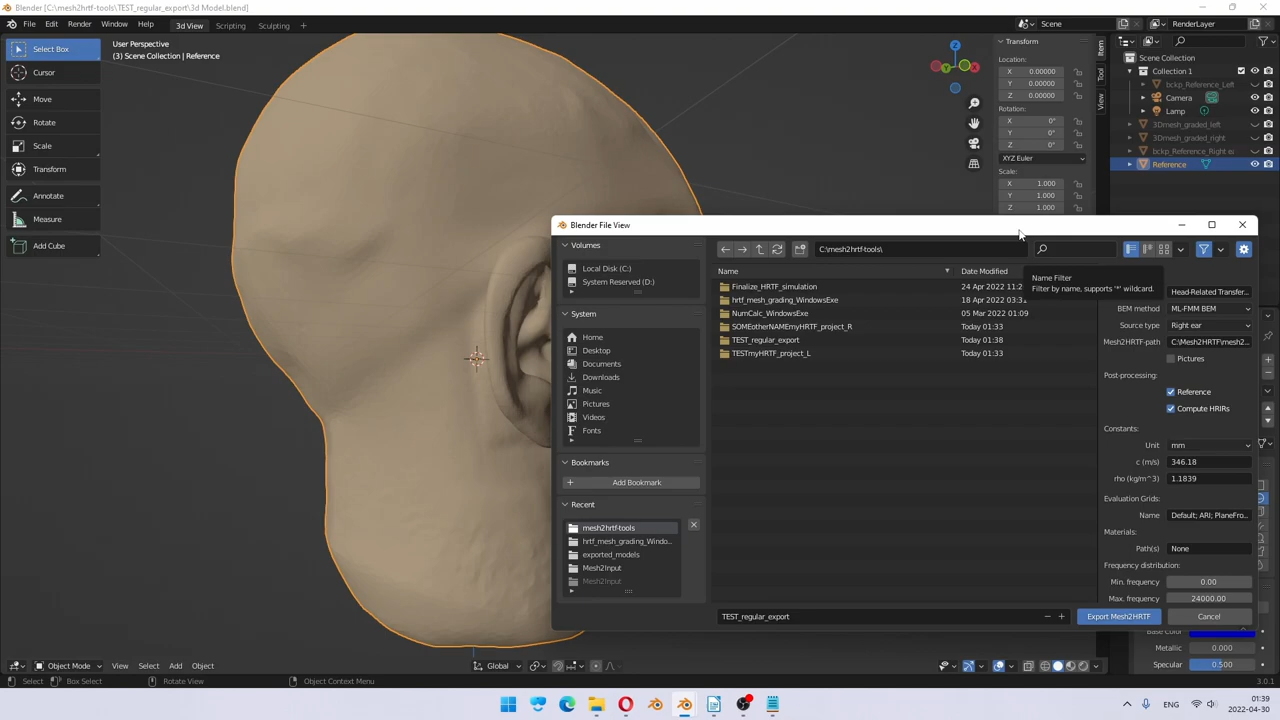 Blender [C:\mesh2hrtf-tools\TEST_regular_export\3d Model.blend]
File Edit Render Window Help 3d View Scripting Sculpting Scene RenderLayer
Select Box
Cursor
Move
Rotate
Scale
Transform
Annotate
Measure
Add Cube
User Perspective
(3) Scene Collection | Reference
Z
X
Y
Transform
Location:
X 0.00000
Y 0.00000
Z 0.00000
Rotation:
X 0°
Y 0°
Z 0°
XYZ Euler
Scale:
X 1.000
Y 1.000
Z 1.000
Item
Tool
View
Scene Collection
Collection 1
bckp_Reference_Left
Camera
Lamp
3Dmesh_graded_left
3Dmesh_graded_right
bckp_Reference_Right
Reference
Blender File View
Volumes
Local Disk (C:)
System Reserved (D:)
System
Home
Desktop
Documents
Downloads
Music
Pictures
Videos
Fonts
Bookmarks
Add Bookmark
Recent
mesh2hrtf-tools
hrtf_mesh_grading_Windo...
exported_models
Mesh2Input
Mesh2Input
C:\mesh2hrtf-tools\
Name Date Modified
Finalize_HRTF_simulation 24 Apr 2022 11:2
hrtf_mesh_grading_WindowsExe 18 Apr 2022 03:31
NumCalc_WindowsExe 05 Mar 2022 01:09
SOMEotherNAMEmyHRTF_project_R Today 01:33
TEST_regular_export Today 01:38
TESTmyHRTF_project_L Today 01:33
Name Filter
Filter by name, supports '*' wildcard.
Head-Related Transfer...
BEM method ML-FMM BEM
Source type Right ear
Mesh2HRTF-path C:\Mesh2HRTF\mesh2...
Pictures
Post-processing:
Reference
Compute HRIRs
Constants:
Unit mm
c (m/s) 346.18
rho (kg/m^3) 1.1839
Evaluation Grids:
Name Default; ARI; PlaneFro...
Materials:
Path(s) None
Frequency distribution:
Min. frequency 0.00
Max. frequency 24000.00
TEST_regular_export Export Mesh2HRTF Cancel
Base Color
Metallic 0.000
Specular 0.500
Object Mode View Select Add Object Global
Select Box Select Rotate View Object Context Menu 3.0.1
ENG 01:39
2022-04-30